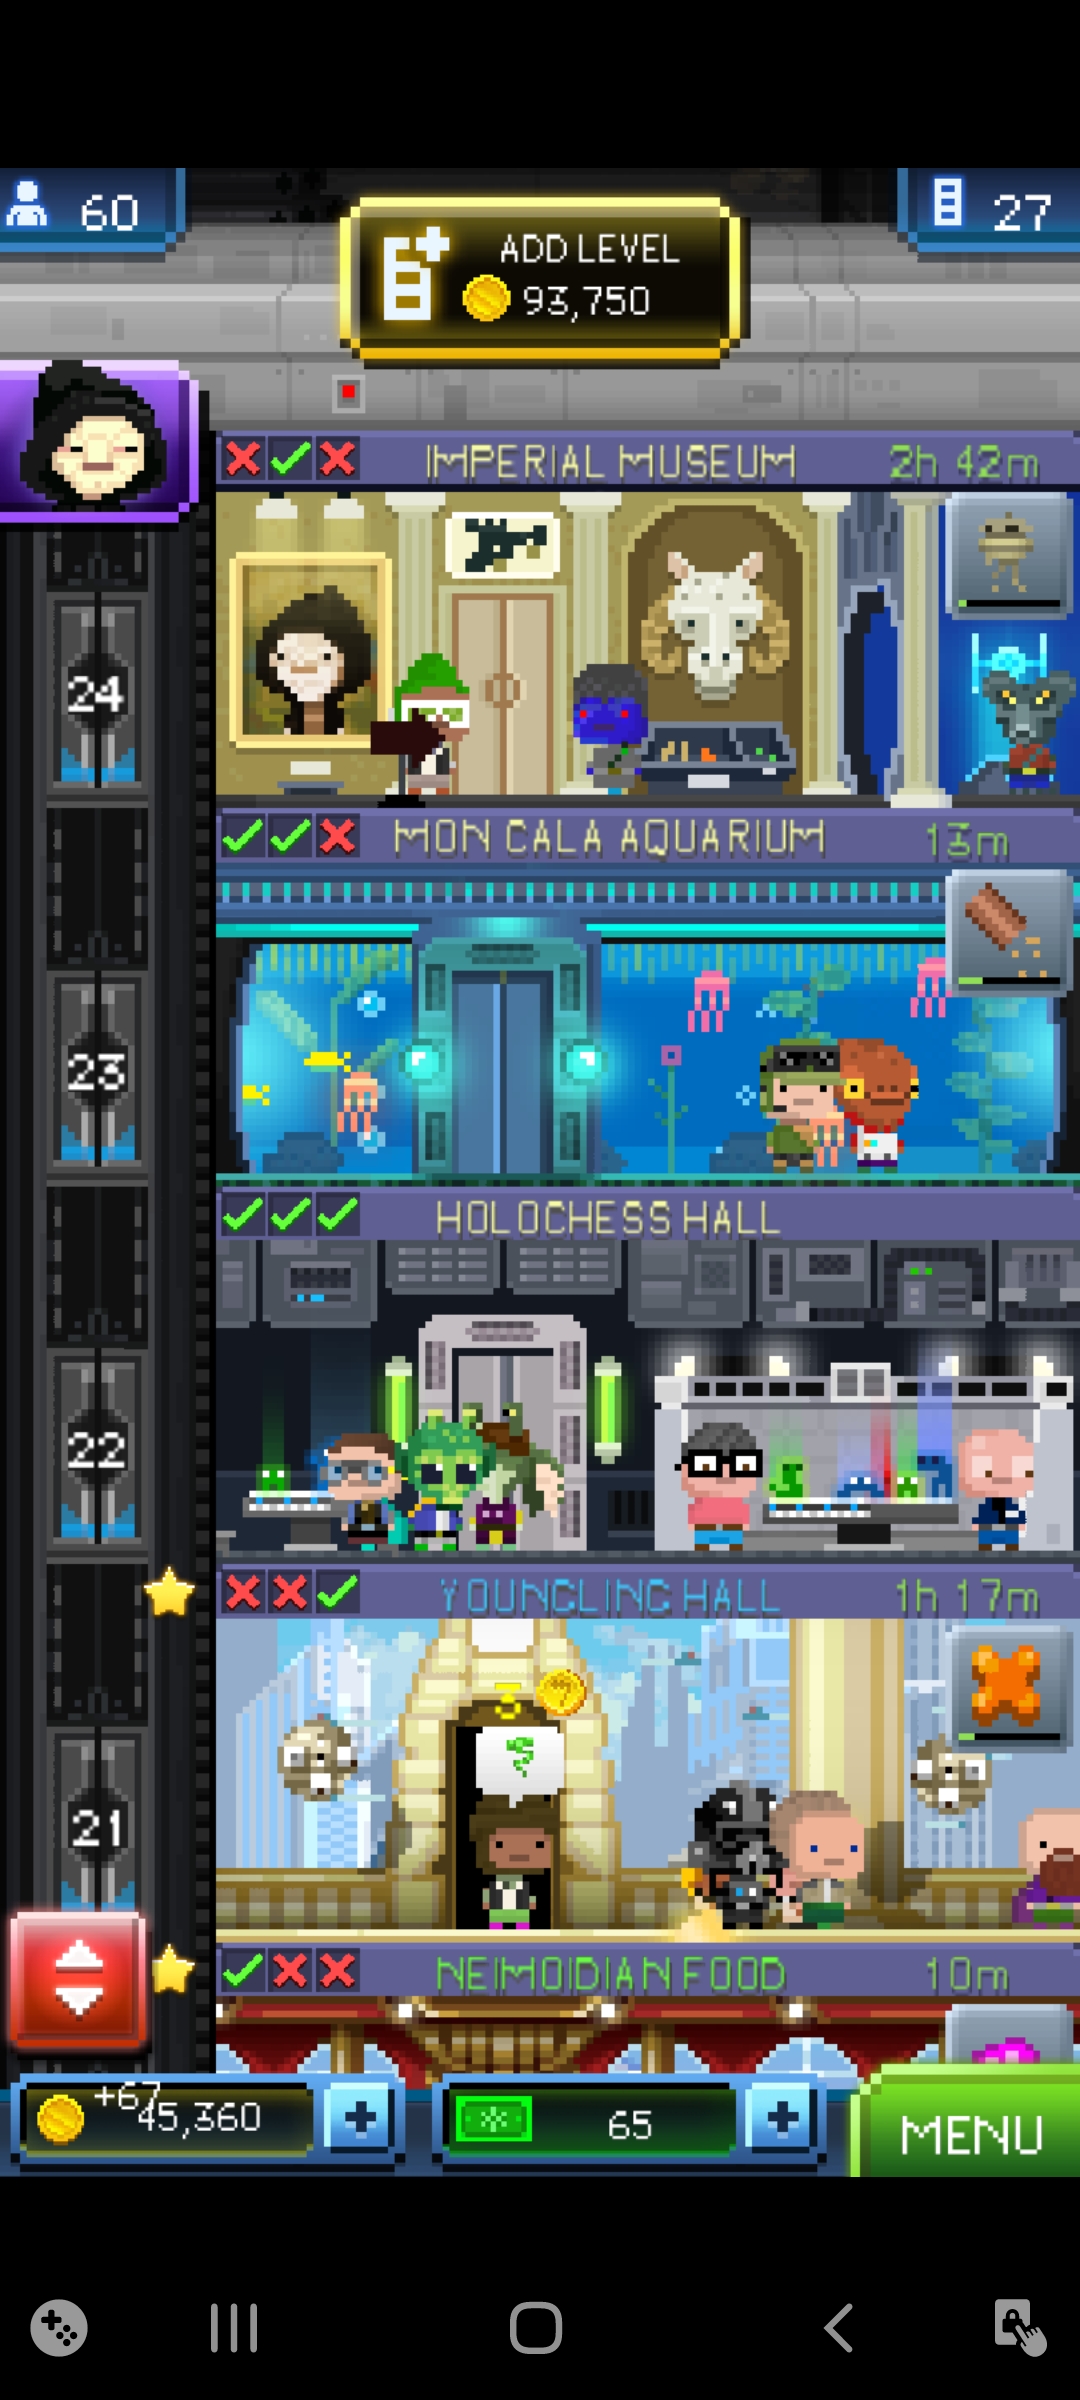 60
ADD LEVEL
93,750
27
IMPERIAL MUSEUM 2h 42m
24
MON CALA AQUARIUM 13m
23
HOLOCHESS HALL
22
YOUNGLING HALL 1h 17m
21
NEIMOIDIAN FOOD 10m
+67
45,360
65
MENU